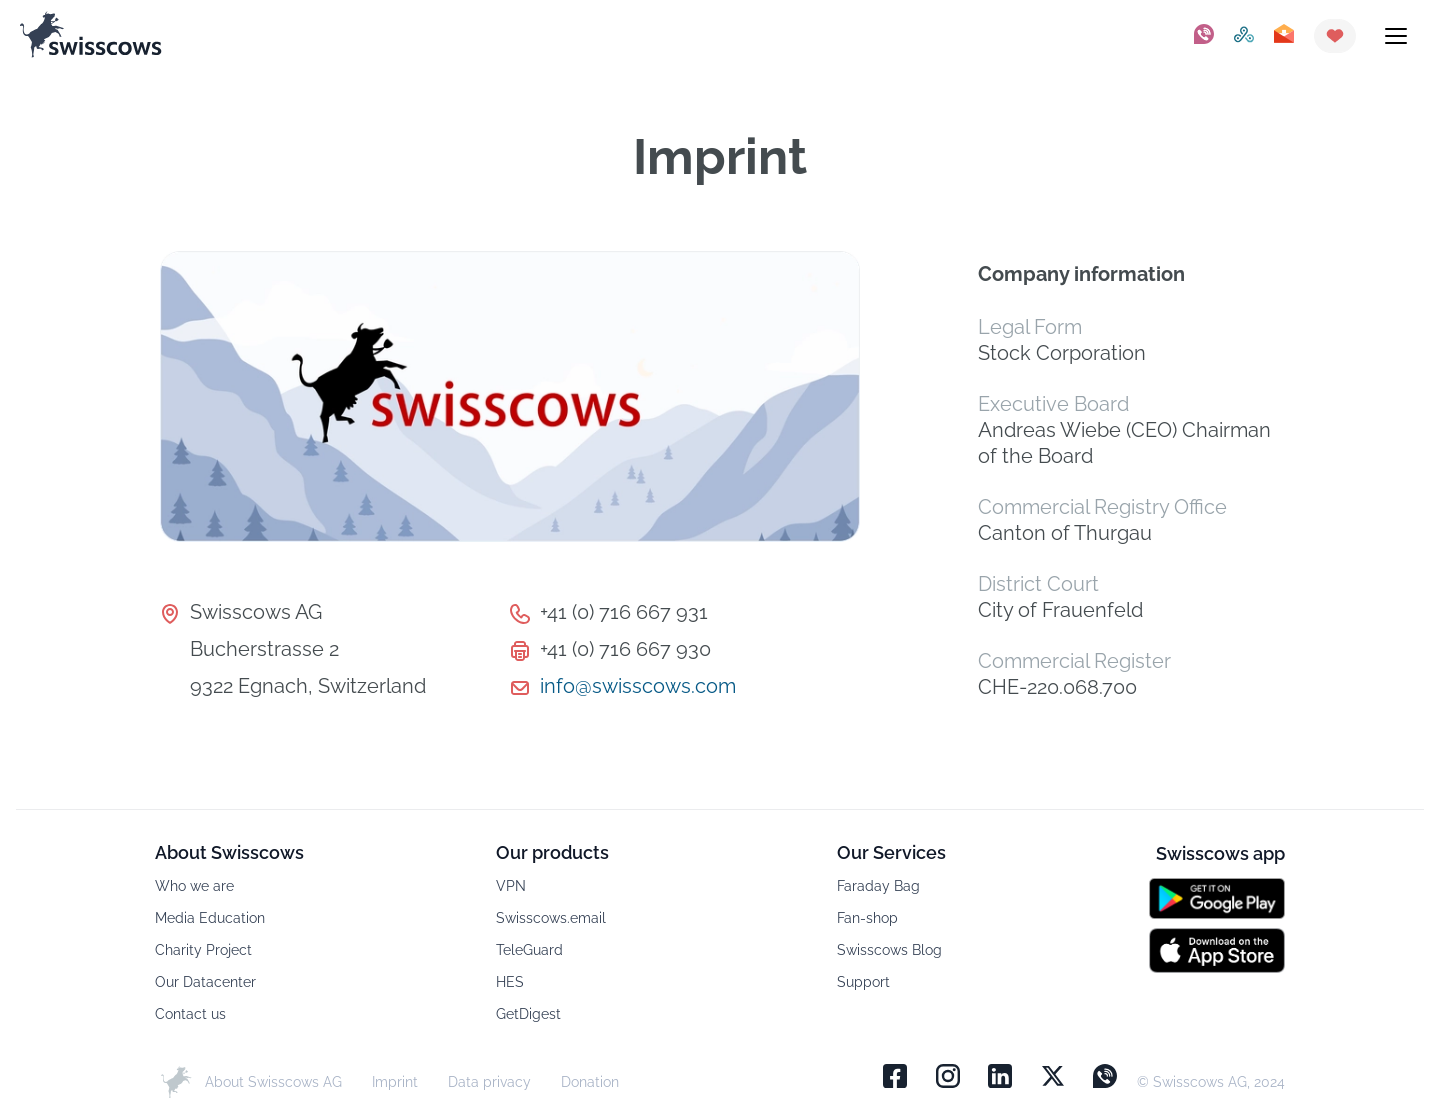 swisscows
Imprint
swisscows
Swisscows AG
Bucherstrasse 2
9322 Egnach, Switzerland
+41 (0) 716 667 931
+41 (0) 716 667 930
info@swisscows.com
Company information
Legal Form
Stock Corporation
Executive Board
Andreas Wiebe (CEO) Chairman
of the Board
Commercial Registry Office
Canton of Thurgau
District Court
City of Frauenfeld
Commercial Register
CHE-220.068.700
About Swisscows
Who we are
Media Education
Charity Project
Our Datacenter
Contact us
Our products
VPN
Swisscows.email
TeleGuard
HES
GetDigest
Our Services
Faraday Bag
Fan-shop
Swisscows Blog
Support
Swisscows app
GET IT ON
Google Play
Download on the
App Store
About Swisscows AG
Imprint
Data privacy
Donation
© Swisscows AG, 2024